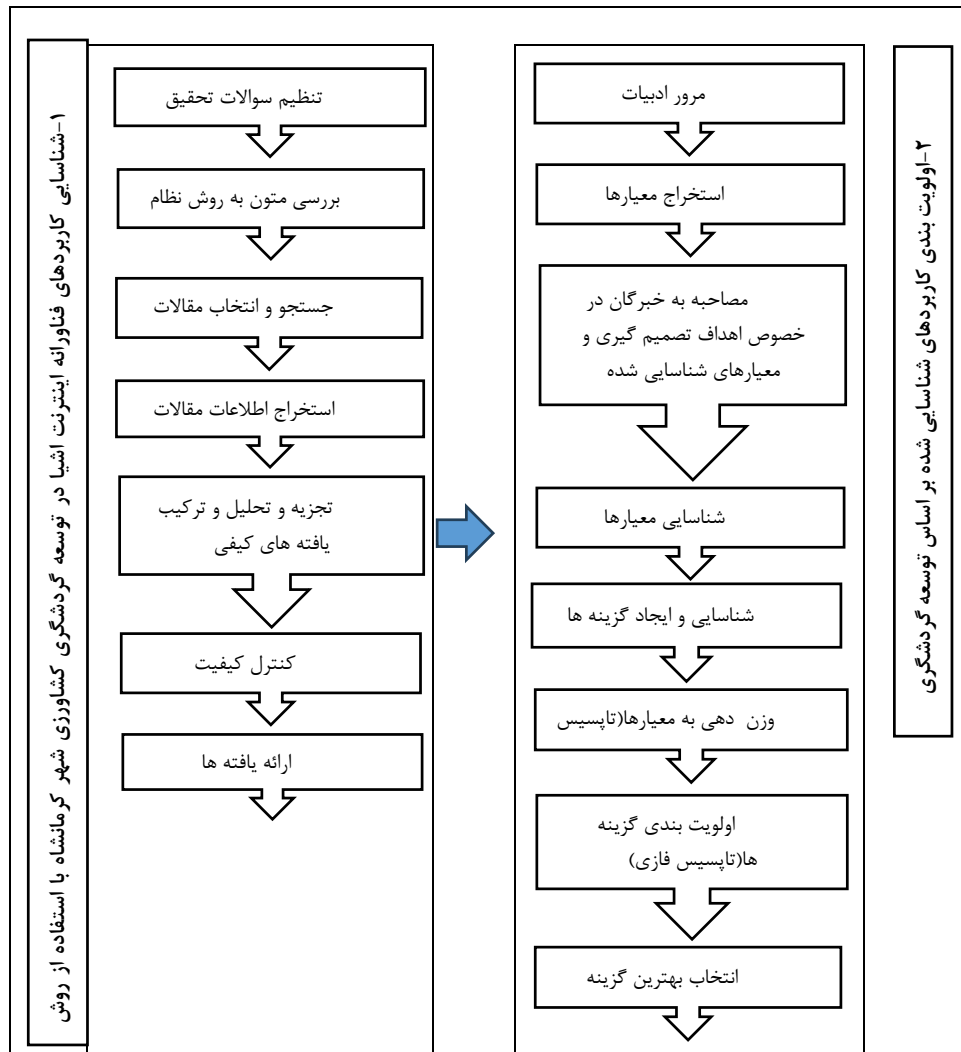 ۱-شناسایی کاربردهای فناورانه اینترنت اشیا در توسعه گردشگری کشاورزی شهر کرمانشاه با استفاده از روش
تنظیم سوالات تحقیق
بررسی متون به روش نظام
جستجو و انتخاب مقالات
استخراج اطلاعات مقالات
تجزیه و تحلیل و ترکیب
یافته های کیفی
کنترل کیفیت
ارائه یافته ها
۲-اولویت بندی کاربردهای شناسایی شده بر اساس توسعه گردشگری
مرور ادبیات
استخراج معیارها
مصاحبه به خبرگان در
خصوص اهداف تصمیم گیری و
معیارهای شناسایی شده
شناسایی معیارها
شناسایی و ایجاد گزینه ها
وزن دهی به معیارها(تاپسیس
اولویت بندی گزینه
ها(تاپسیس فازی)
انتخاب بهترین گزینه